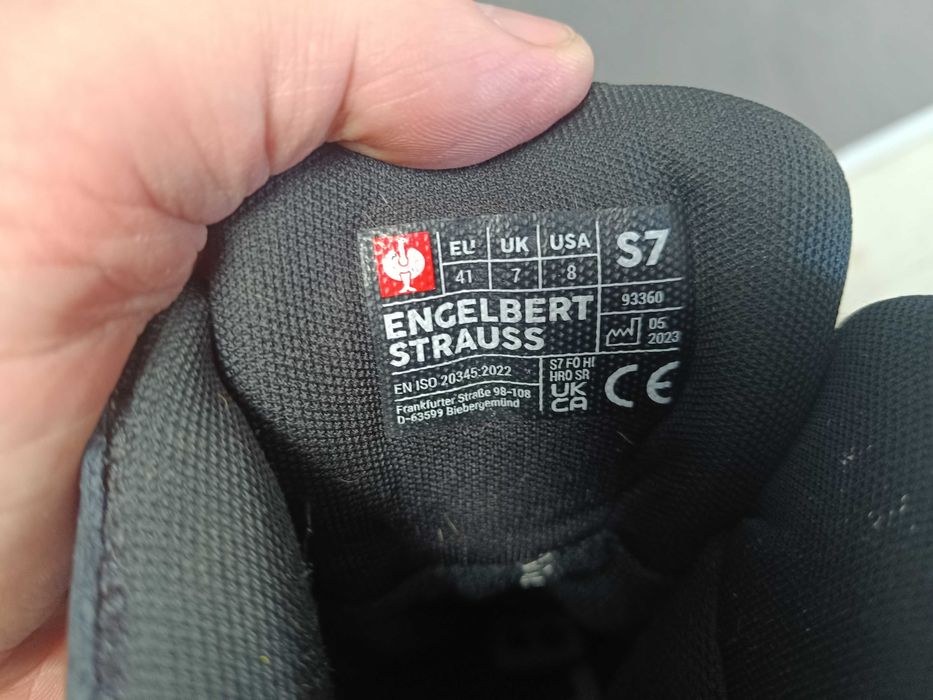 EU UK USA S7
41 7 8
93360
ENGELBERT
STRAUSS
05
2023
EN ISO 20345:2022
Frankfurter Straße 98-108
D-63599 Biebergemünd
S7 FO HI
HRO SR
UK
CA
CE